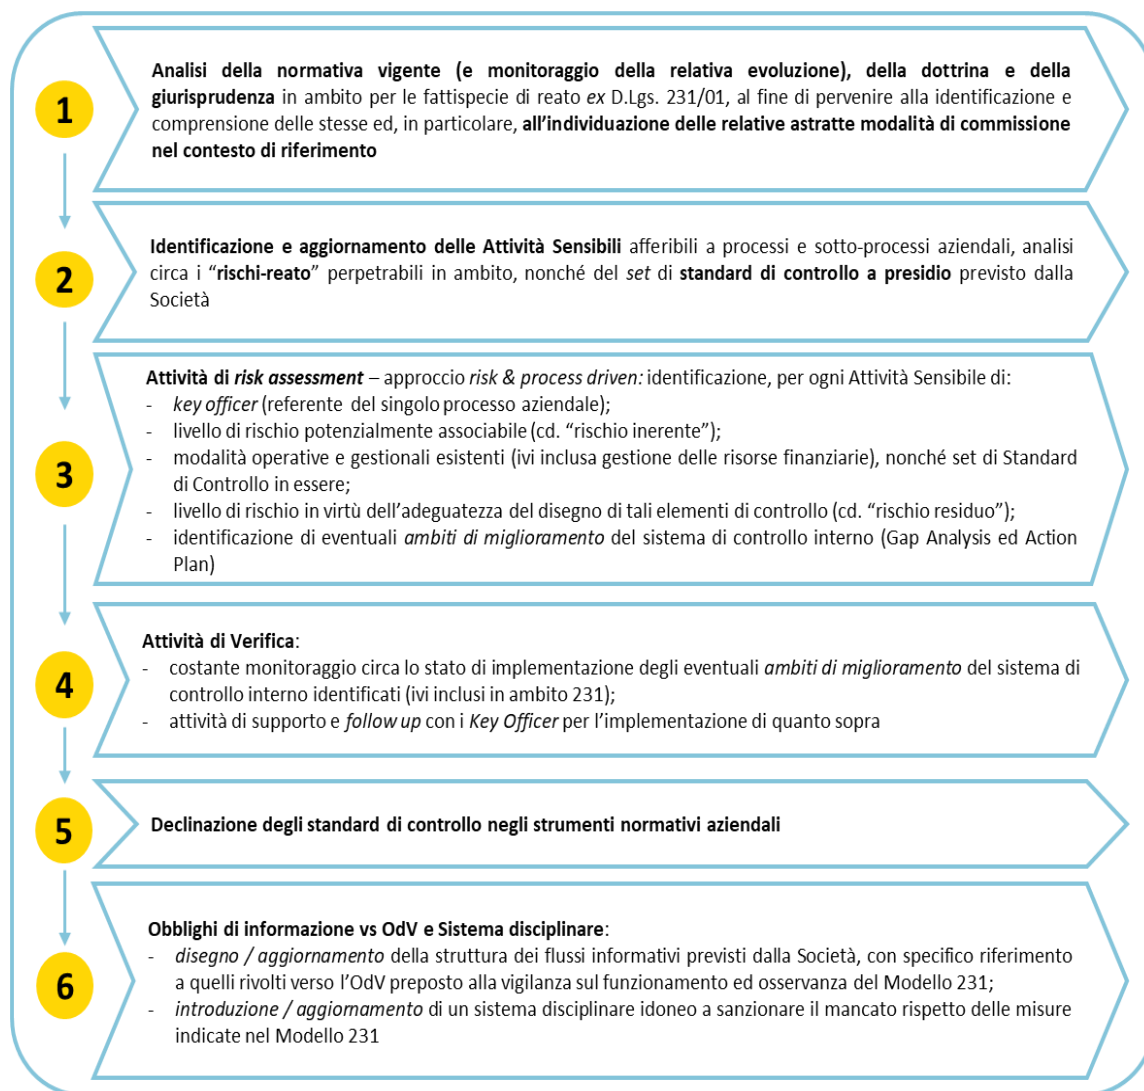 1
Analisi della normativa vigente (e monitoraggio della relativa evoluzione), della dottrina e della
giurisprudenza in ambito per le fattispecie di reato ex D.Lgs. 231/01, al fine di pervenire alla identificazione e
comprensione delle stesse ed, in particolare, all’individuazione delle relative astratte modalità di commissione
nel contesto di riferimento
2
Identificazione e aggiornamento delle Attività Sensibili afferibili a processi e sotto-processi aziendali, analisi
circa i “rischi-reato” perpetrabili in ambito, nonché del set di standard di controllo a presidio previsto dalla
Società
3
Attività di risk assessment – approccio risk & process driven: identificazione, per ogni Attività Sensibile di:
- key officer (referente del singolo processo aziendale);
- livello di rischio potenzialmente associabile (cd. “rischio inerente”);
- modalità operative e gestionali esistenti (ivi inclusa gestione delle risorse finanziarie), nonché set di Standard
di Controllo in essere;
- livello di rischio in virtù dell’adeguatezza del disegno di tali elementi di controllo (cd. “rischio residuo”);
- identificazione di eventuali ambiti di miglioramento del sistema di controllo interno (Gap Analysis ed Action
Plan)
4
Attività di Verifica:
- costante monitoraggio circa lo stato di implementazione degli eventuali ambiti di miglioramento del sistema di
controllo interno identificati (ivi inclusi in ambito 231);
- attività di supporto e follow up con i Key Officer per l’implementazione di quanto sopra
5
Declinazione degli standard di controllo negli strumenti normativi aziendali
6
Obblighi di informazione vs OdV e Sistema disciplinare:
- disegno / aggiornamento della struttura dei flussi informativi previsti dalla Società, con specifico riferimento
a quelli rivolti verso l’OdV preposto alla vigilanza sul funzionamento ed osservanza del Modello 231;
- introduzione / aggiornamento di un sistema disciplinare idoneo a sanzionare il mancato rispetto delle misure
indicate nel Modello 231